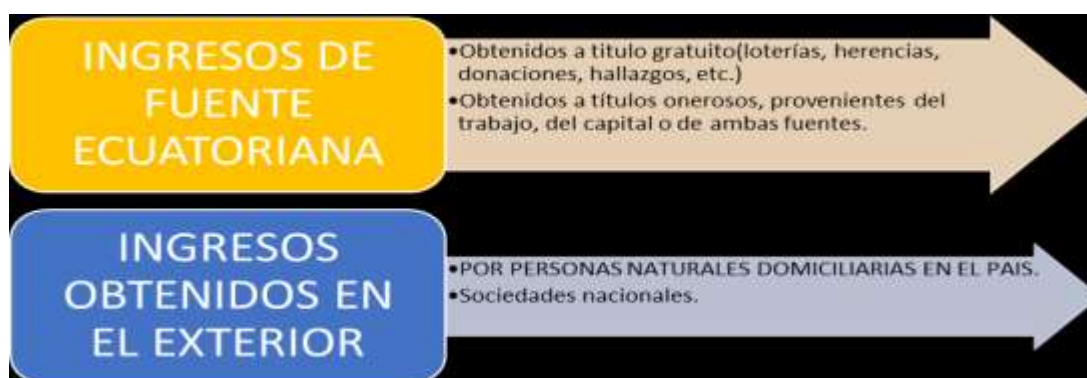 INGRESOS DE
FUENTE
ECUATORIANA
•Obtenidos a titulo gratuito(loterías, herencias,
donaciones, hallazgos, etc.)
•Obtenidos a títulos onerosos, provenientes del
trabajo, del capital o de ambas fuentes.
INGRESOS
OBTENIDOS EN
EL EXTERIOR
•POR PERSONAS NATURALES DOMICILIARIAS EN EL PAIS.
•Sociedades nacionales.